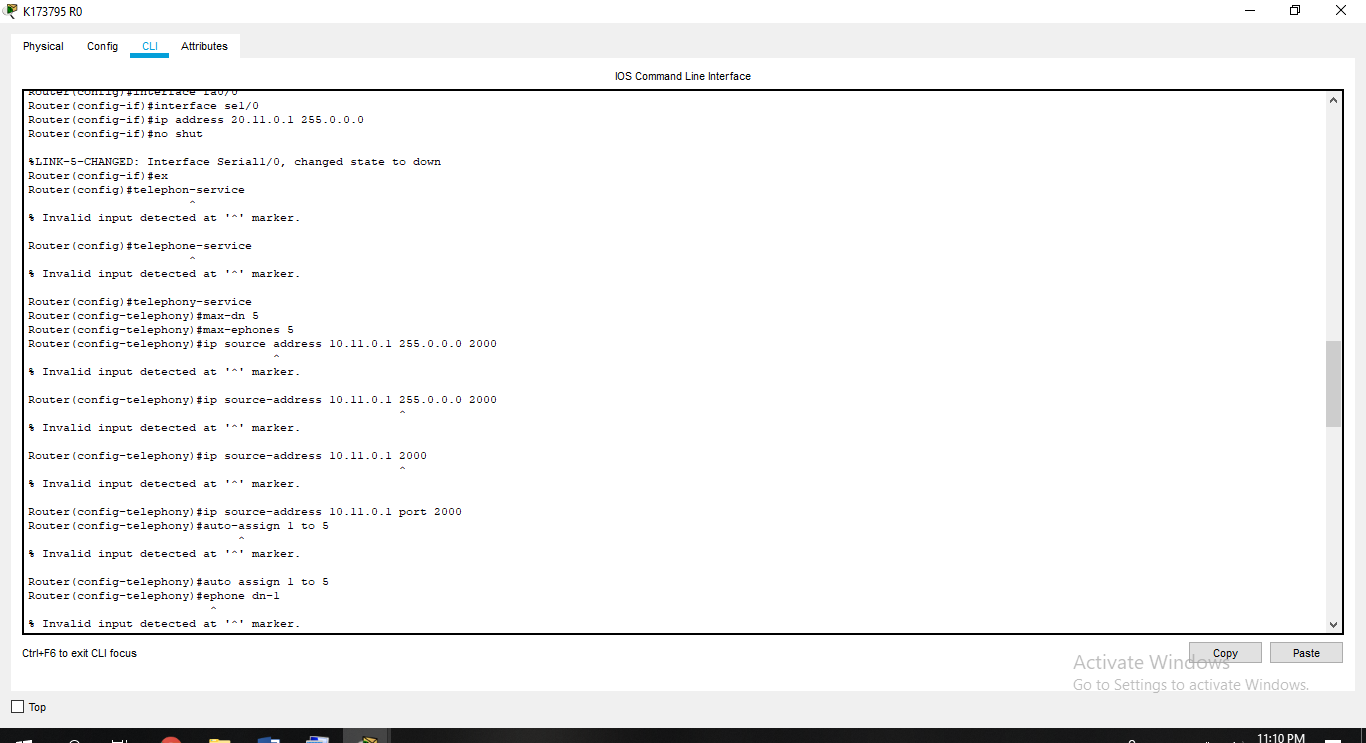 K173795 R0
Physical Config CLI Attributes
IOS Command Line Interface
Router(config)#interface fa0/0
Router(config-if)#interface se1/0
Router(config-if)#ip address 20.11.0.1 255.0.0.0
Router(config-if)#no shut
%LINK-5-CHANGED: Interface Serial1/0, changed state to down
Router(config-if)#ex
Router(config)#telephon-service
^
% Invalid input detected at '^' marker.
Router(config)#telephone-service
^
% Invalid input detected at '^' marker.
Router(config)#telephony-service
Router(config-telephony)#max-dn 5
Router(config-telephony)#max-ephones 5
Router(config-telephony)#ip source address 10.11.0.1 255.0.0.0 2000
^
% Invalid input detected at '^' marker.
Router(config-telephony)#ip source-address 10.11.0.1 255.0.0.0 2000
^
% Invalid input detected at '^' marker.
Router(config-telephony)#ip source-address 10.11.0.1 2000
^
% Invalid input detected at '^' marker.
Router(config-telephony)#ip source-address 10.11.0.1 port 2000
Router(config-telephony)#auto-assign 1 to 5
^
% Invalid input detected at '^' marker.
Router(config-telephony)#auto assign 1 to 5
Router(config-telephony)#ephone dn-1
^
% Invalid input detected at '^' marker.
Ctrl+F6 to exit CLI focus
Copy Paste
Activate Windows
Go to Settings to activate Windows.
Top
11:10 PM